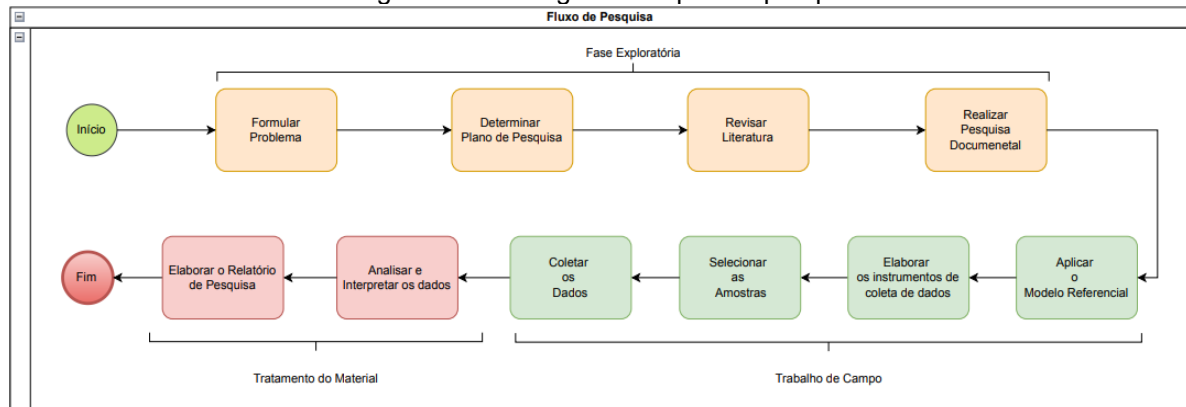 Fluxo de Pesquisa
Fase Exploratória
Início
Formular
Problema
Determinar
Plano de Pesquisa
Revisar
Literatura
Realizar
Pesquisa
Documenetal
Fim
Elaborar o Relatório
de Pesquisa
Analisar e
Interpretar os dados
Coletar
os
Dados
Selecionar
as
Amostras
Elaborar
os instrumentos de
coleta de dados
Aplicar
o
Modelo Referencial
Tratamento do Material
Trabalho de Campo